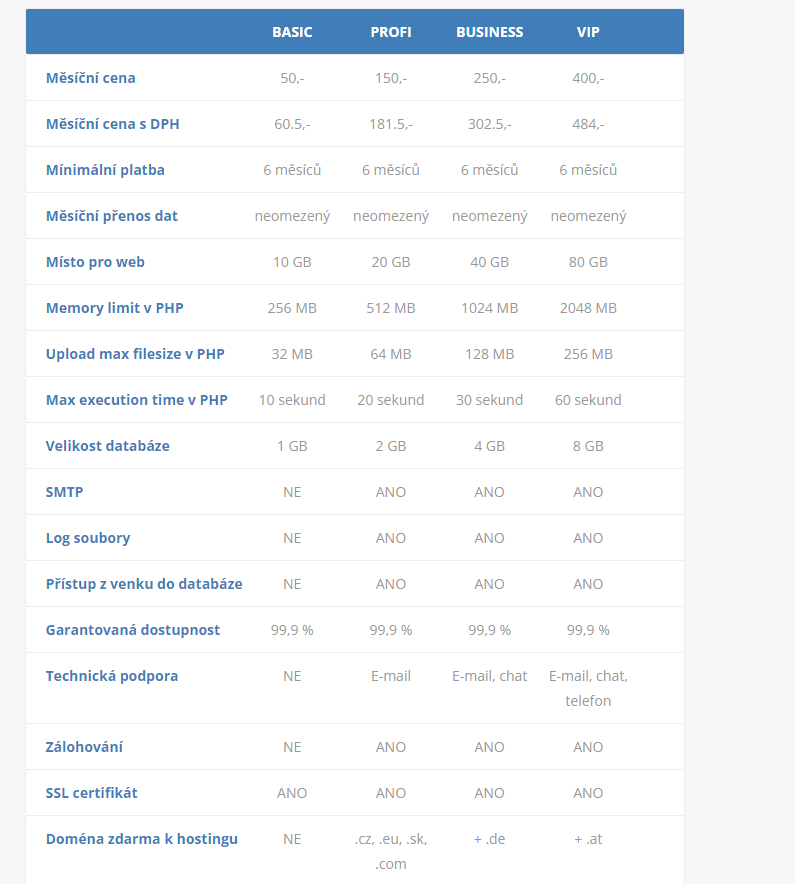 BASIC PROFI BUSINESS VIP
Měsíční cena 50,- 150,- 250,- 400,-
Měsíční cena s DPH 60.5,- 181.5,- 302.5,- 484,-
Mínimální platba 6 měsíců 6 měsíců 6 měsíců 6 měsíců
Měsíční přenos dat neomezený neomezený neomezený neomezený
Místo pro web 10 GB 20 GB 40 GB 80 GB
Memory limit v PHP 256 MB 512 MB 1024 MB 2048 MB
Upload max filesize v PHP 32 MB 64 MB 128 MB 256 MB
Max execution time v PHP 10 sekund 20 sekund 30 sekund 60 sekund
Velikost databáze 1 GB 2 GB 4 GB 8 GB
SMTP NE ANO ANO ANO
Log soubory NE ANO ANO ANO
Přístup z venku do databáze NE ANO ANO ANO
Garantovaná dostupnost 99,9 % 99,9 % 99,9 % 99,9 %
Technická podpora NE E-mail E-mail, chat E-mail, chat,
telefon
Zálohování NE ANO ANO ANO
SSL certifikát ANO ANO ANO ANO
Doména zdarma k hostingu NE .cz, .eu, .sk, + .de + .at
.com